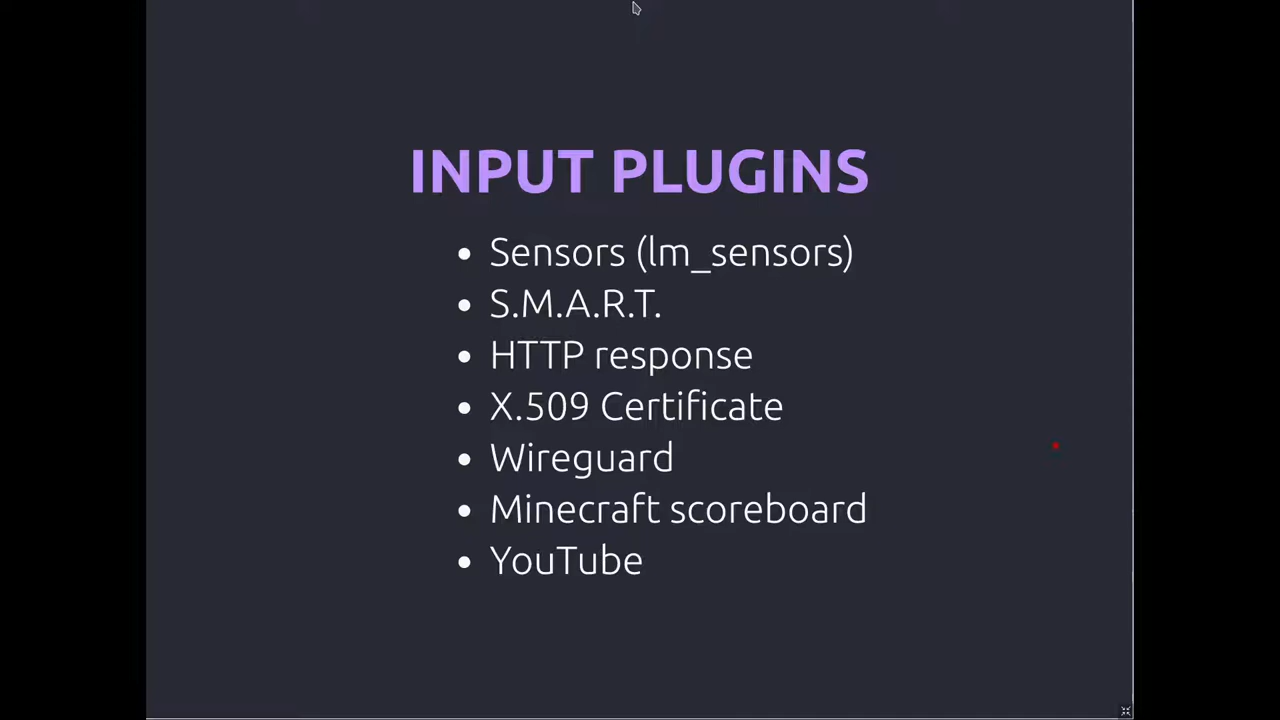 INPUT PLUGINS
• Sensors (lm_sensors)
• S.M.A.R.T.
• HTTP response
• X.509 Certificate
• Wireguard
• Minecraft scoreboard
• YouTube